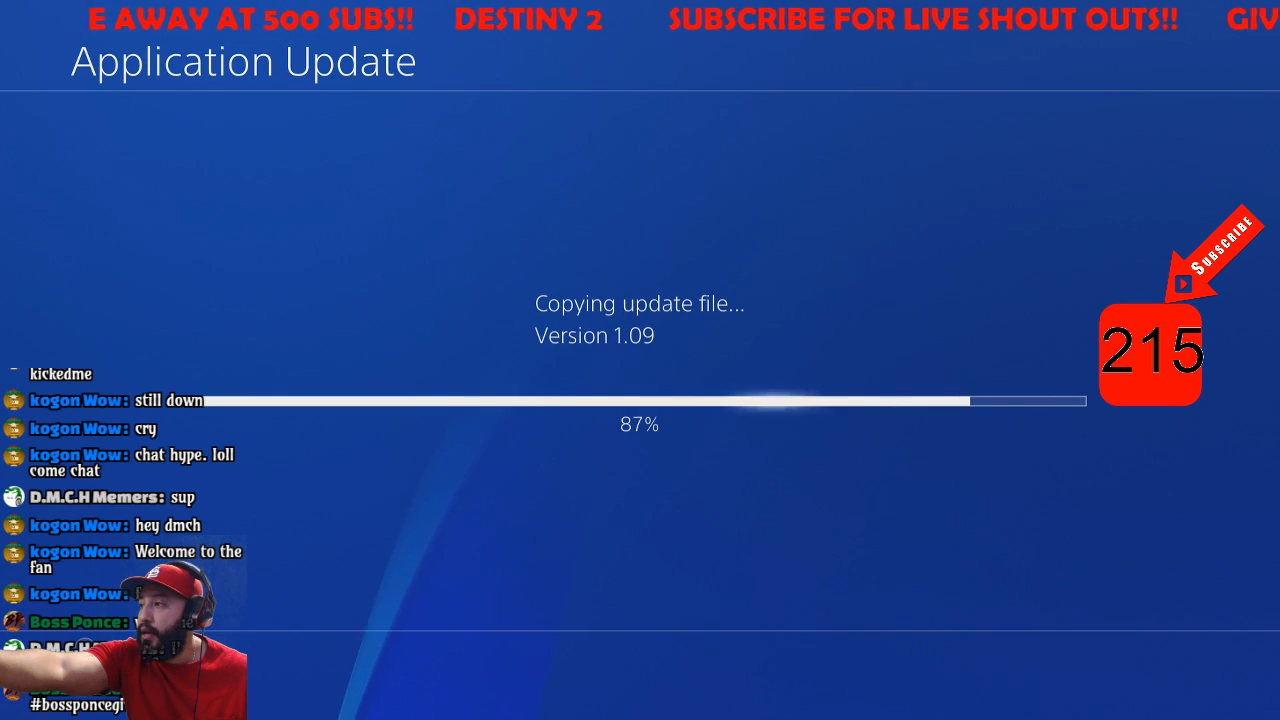 E AWAY AT 500 SUBS!! DESTINY 2 SUBSCRIBE FOR LIVE SHOUT OUTS!! GIV
Application Update
SUBSCRIBE
Copying update file...
Version 1.09
215
87%
kickedme
kogon Wow: still down
kogon Wow: cry
kogon Wow: chat hype. loll
come chat
D.M.C.H Memers: sup
kogon Wow: hey dmch
kogon Wow: Welcome to the
fan
kogon Wow:
Boss Ponce:
D.M.C.H
#bossponcegi